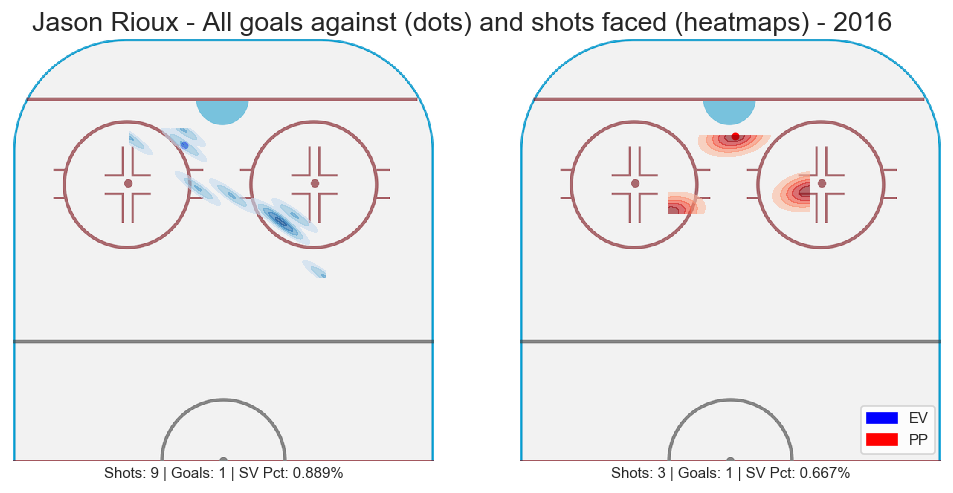 Jason Rioux - All goals against (dots) and shots faced (heatmaps) - 2016
EV
PP
Shots: 9 | Goals: 1 | SV Pct: 0.889%
Shots: 3 | Goals: 1 | SV Pct: 0.667%